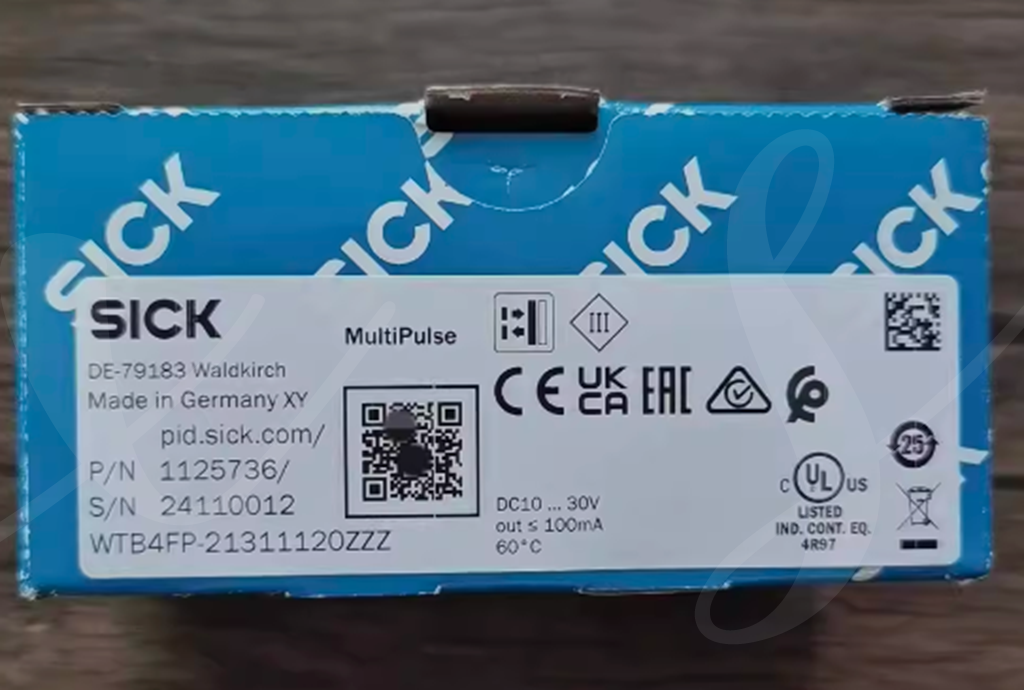 SICK
SICK
SICK
SICK
SICK
MultiPulse
III
DE-79183 Waldkirch
Made in Germany XY
pid.sick.com/
P/N 1125736/
S/N 24110012
WTB4FP-21311120ZZZ
CE UK CA EAC
DC10 ... 30V
out ≤ 100mA
60°C
25
C UL US
LISTED
IND. CONT. EQ.
4R97